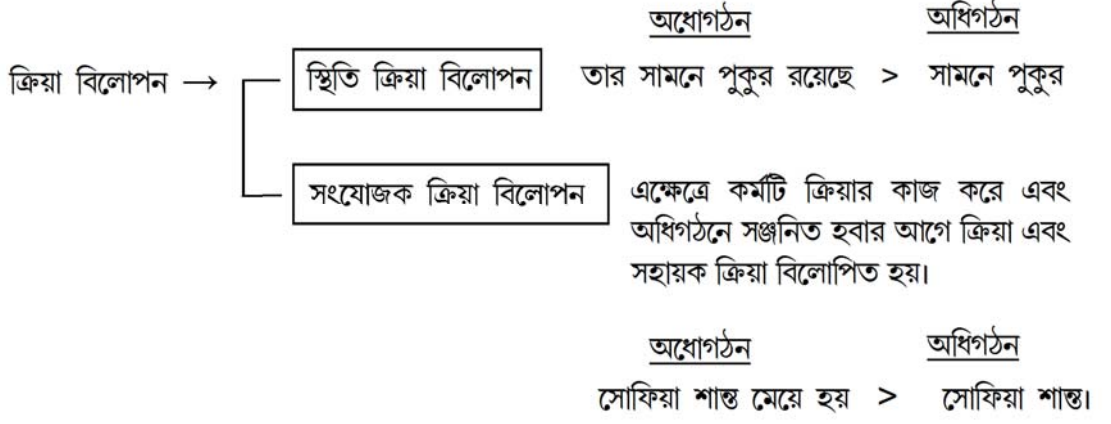 অধোগঠন অধিগঠন
ক্রিয়া বিলোপন → স্থিতি ক্রিয়া বিলোপন তার সামনে পুকুর রয়েছে > সামনে পুকুর
সংযোজক ক্রিয়া বিলোপন এক্ষেত্রে কর্মটি ক্রিয়ার কাজ করে এবং
অধিগঠনে সঞ্জনিত হবার আগে ক্রিয়া এবং
সহায়ক ক্রিয়া বিলোপিত হয়।
অধোগঠন অধিগঠন
সোফিয়া শান্ত মেয়ে হয় > সোফিয়া শান্ত।